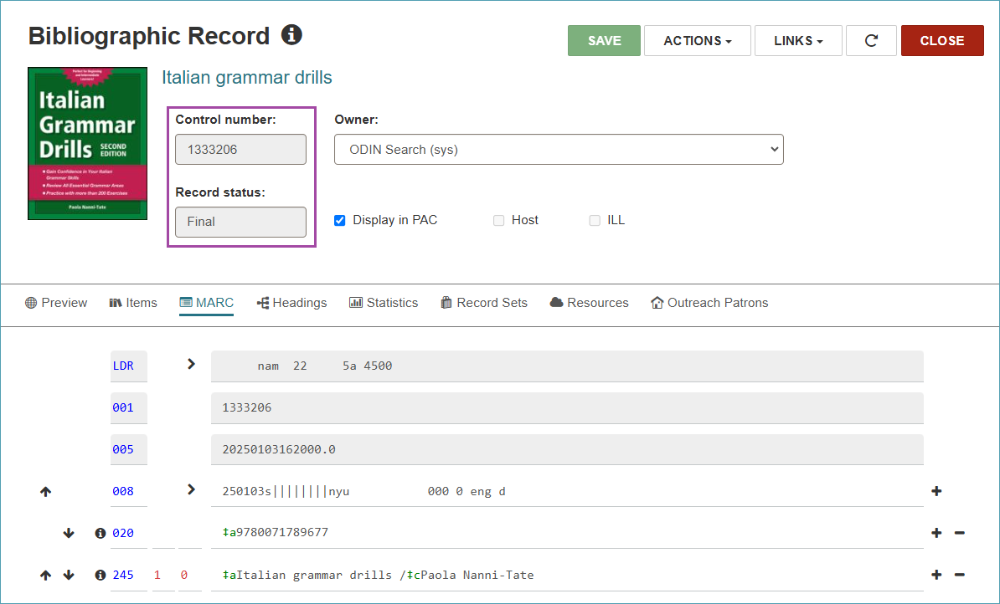 Bibliographic Record
SAVE
ACTIONS
LINKS
CLOSE
Italian grammar drills
Perfect for Beginning
and Intermediate
Learners!
Italian
Grammar
Drills
SECOND
EDITION
Gain Confidence in Your Italian
Grammar Skills
Review All Essential Grammar Areas
Practice with more than 200 Exercises
Paola Nanni-Tate
Control number:
1333206
Owner:
ODIN Search (sys)
Record status:
Final
Display in PAC
Host
ILL
Preview
Items
MARC
Headings
Statistics
Record Sets
Resources
Outreach Patrons
LDR      nam  22     5a 4500
001 1333206
005 20250103162000.0
008 250103s||||||||nyu           000 0 eng d
020 ‡a9780071789677
245 1 0 ‡aItalian grammar drills /‡cPaola Nanni-Tate